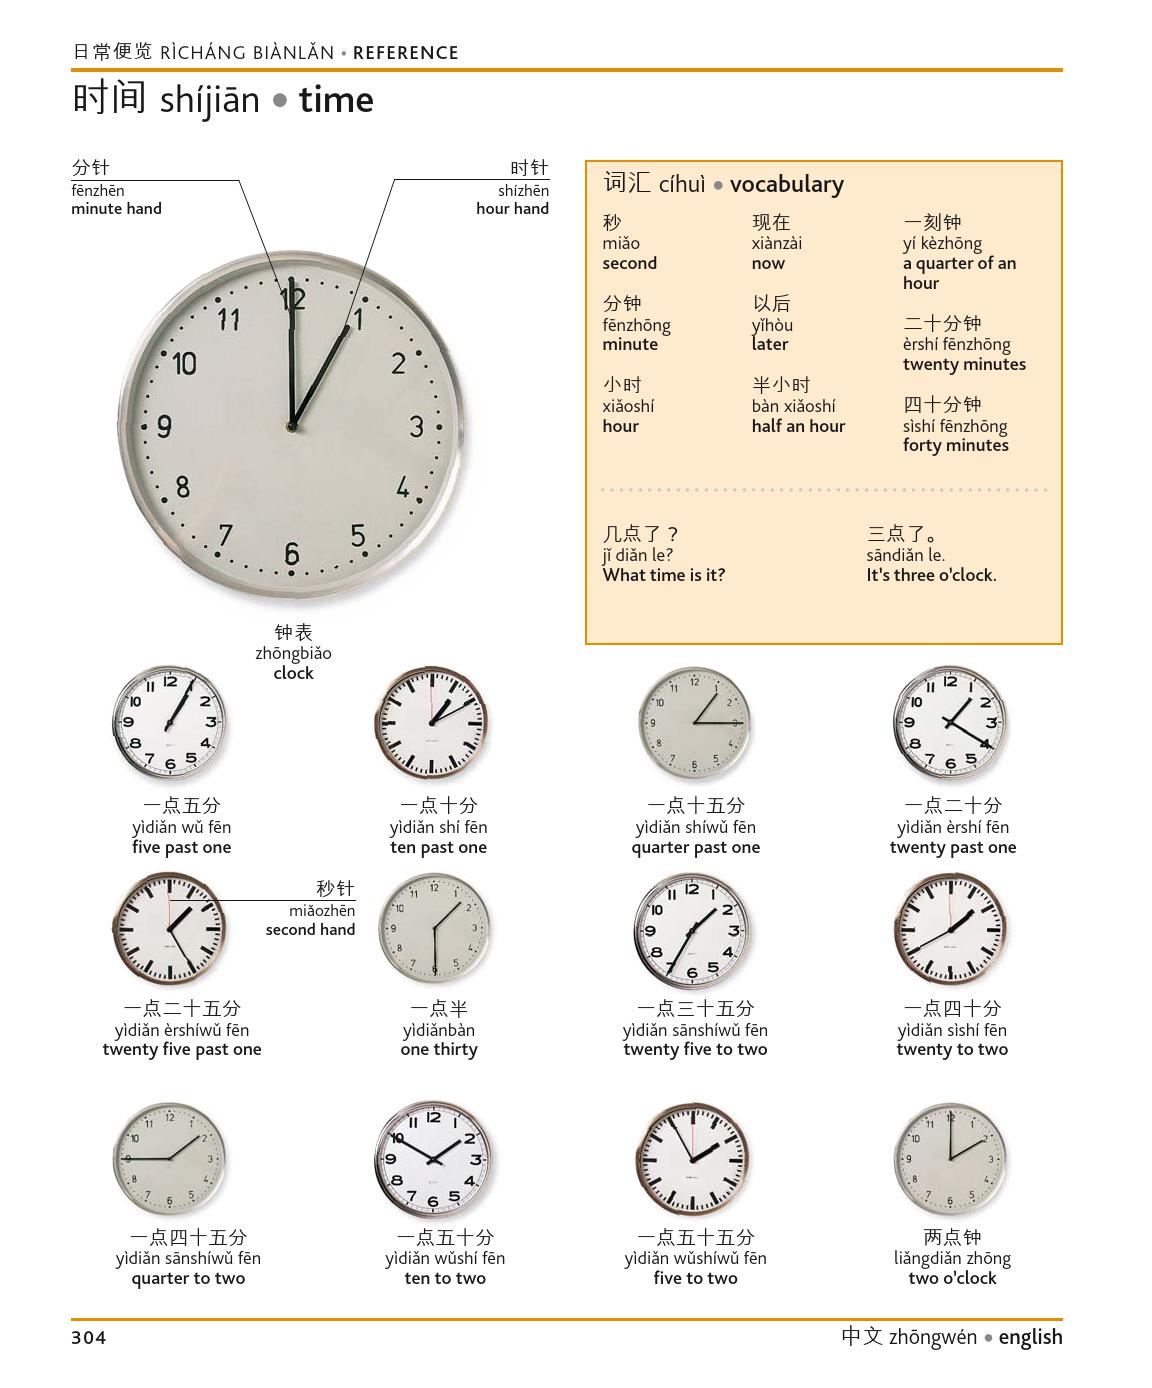 日常便览 RÌCHÁNG BIÀNLǍN • REFERENCE
时间 shíjiān • time
分针
fēnzhēn
minute hand
时针
shízhēn
hour hand
12
1
2
3
4
5
6
7
8
9
10
11
钟表
zhōngbiǎo
clock
词汇 cíhuì • vocabulary
秒
miǎo
second
分钟
fēnzhōng
minute
小时
xiǎoshí
hour
现在
xiànzài
now
以后
yǐhòu
later
半小时
bàn xiǎoshí
half an hour
一刻钟
yí kèzhōng
a quarter of an
hour
二十分钟
èrshí fēnzhōng
twenty minutes
四十分钟
sìshí fēnzhōng
forty minutes
几点了？
jǐ diǎn le?
What time is it?
三点了。
sāndiǎn le.
It's three o'clock.
一点五分
yìdiǎn wǔ fēn
five past one
一点十分
yìdiǎn shí fēn
ten past one
一点十五分
yìdiǎn shíwǔ fēn
quarter past one
一点二十分
yìdiǎn èrshí fēn
twenty past one
秒针
miǎozhēn
second hand
一点二十五分
yìdiǎn èrshíwǔ fēn
twenty five past one
一点半
yìdiǎnbàn
one thirty
一点三十五分
yìdiǎn sānshíwǔ fēn
twenty five to two
一点四十分
yìdiǎn sìshí fēn
twenty to two
一点四十五分
yìdiǎn sānshíwǔ fēn
quarter to two
一点五十分
yìdiǎn wǔshí fēn
ten to two
一点五十五分
yìdiǎn wǔshíwǔ fēn
five to two
两点钟
liǎngdiǎn zhōng
two o'clock
304
中文 zhōngwén • english